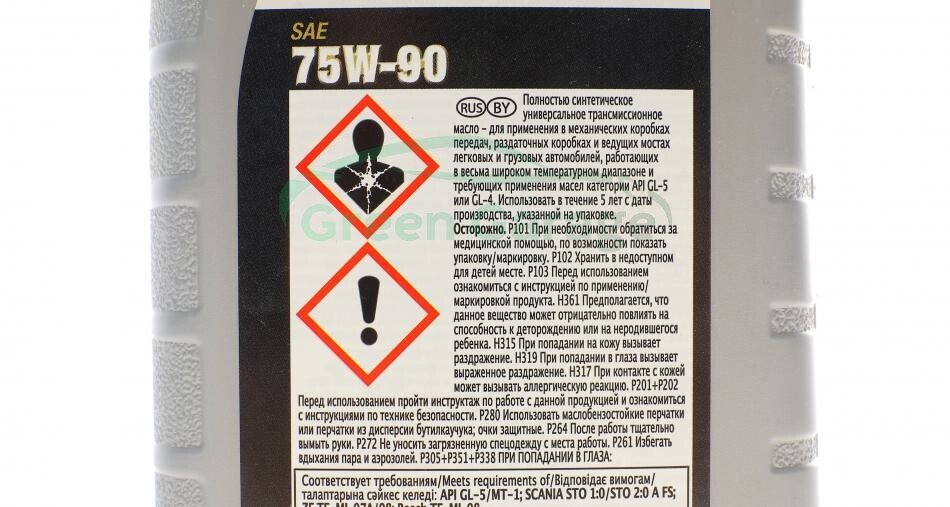 SAE
75W-90
RUS BY Полностью синтетическое
универсальное трансмиссионное
масло – для применения в механических коробках
передач, раздаточных коробках и ведущих мостах
легковых и грузовых автомобилей, работающих
в весьма широком температурном диапазоне и
требующих применения масел категории API GL-5
или GL-4. Использовать в течение 5 лет с даты
производства, указанной на упаковке.
Осторожно. P101 При необходимости обратиться за
медицинской помощью, по возможности показать
упаковку/маркировку. P102 Хранить в недоступном
для детей месте. P103 Перед использованием
ознакомиться с инструкцией по применению/
маркировкой продукта. H361 Предполагается, что
данное вещество может отрицательно повлиять на
способность к деторождению или на неродившегося
ребенка. H315 При попадании на кожу вызывает
раздражение. H319 При попадании в глаза вызывает
выраженное раздражение. H317 При контакте с кожей
может вызывать аллергическую реакцию. P201+P202
Перед использованием пройти инструктаж по работе с данной продукцией и ознакомиться
с инструкциями по технике безопасности. P280 Использовать маслобензостойкие перчатки
или перчатки из дисперсии бутилкаучука; очки защитные. P264 После работы тщательно
вымыть руки. P272 Не уносить загрязненную спецодежду с места работы. P261 Избегать
вдыхания пара и аэрозолей. P305+P351+P338 ПРИ ПОПАДАНИИ В ГЛАЗА:
Соответствует требованиям/Meets requirements of/Відповідає вимогам/
талаптарына сәйкес келеді: API GL-5/MT-1; SCANIA STO 1:0/STO 2:0 A FS;